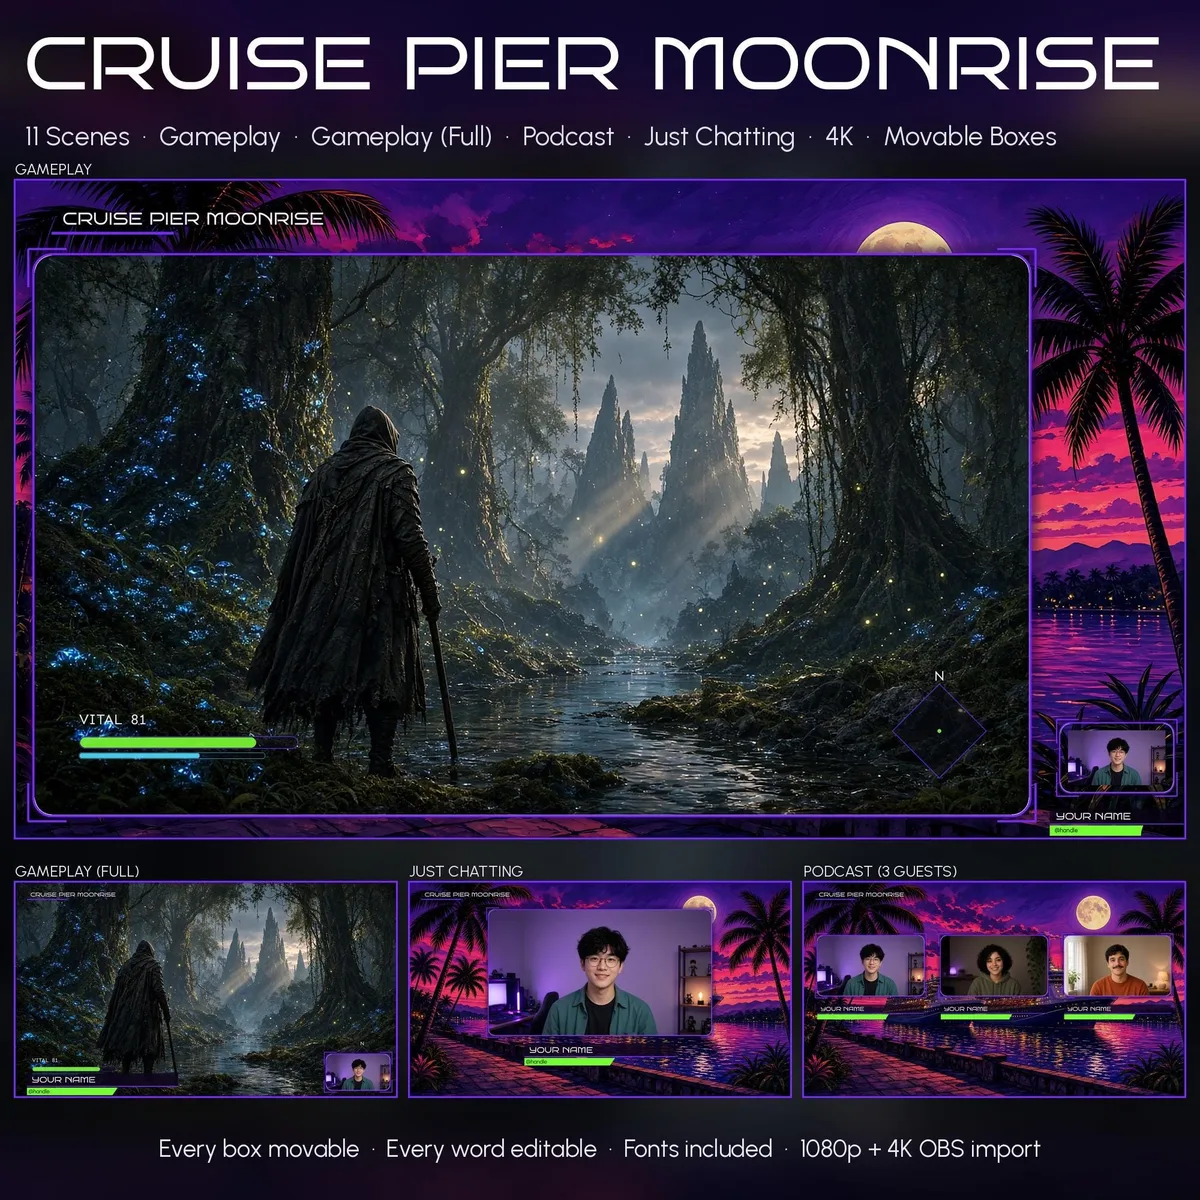 CRUISE PIER MOONRISE
11 Scenes · Gameplay · Gameplay (Full) · Podcast · Just Chatting · 4K · Movable Boxes
GAMEPLAY
CRUISE PIER MOONRISE
N
VITAL 81
YOUR NAME
@handle
GAMEPLAY (FULL)
CRUISE PIER MOONRISE
N
VITAL 81
YOUR NAME
@handle
JUST CHATTING
CRUISE PIER MOONRISE
YOUR NAME
@handle
PODCAST (3 GUESTS)
CRUISE PIER MOONRISE
YOUR NAME
YOUR NAME
YOUR NAME
Every box movable · Every word editable · Fonts included · 1080p + 4K OBS import